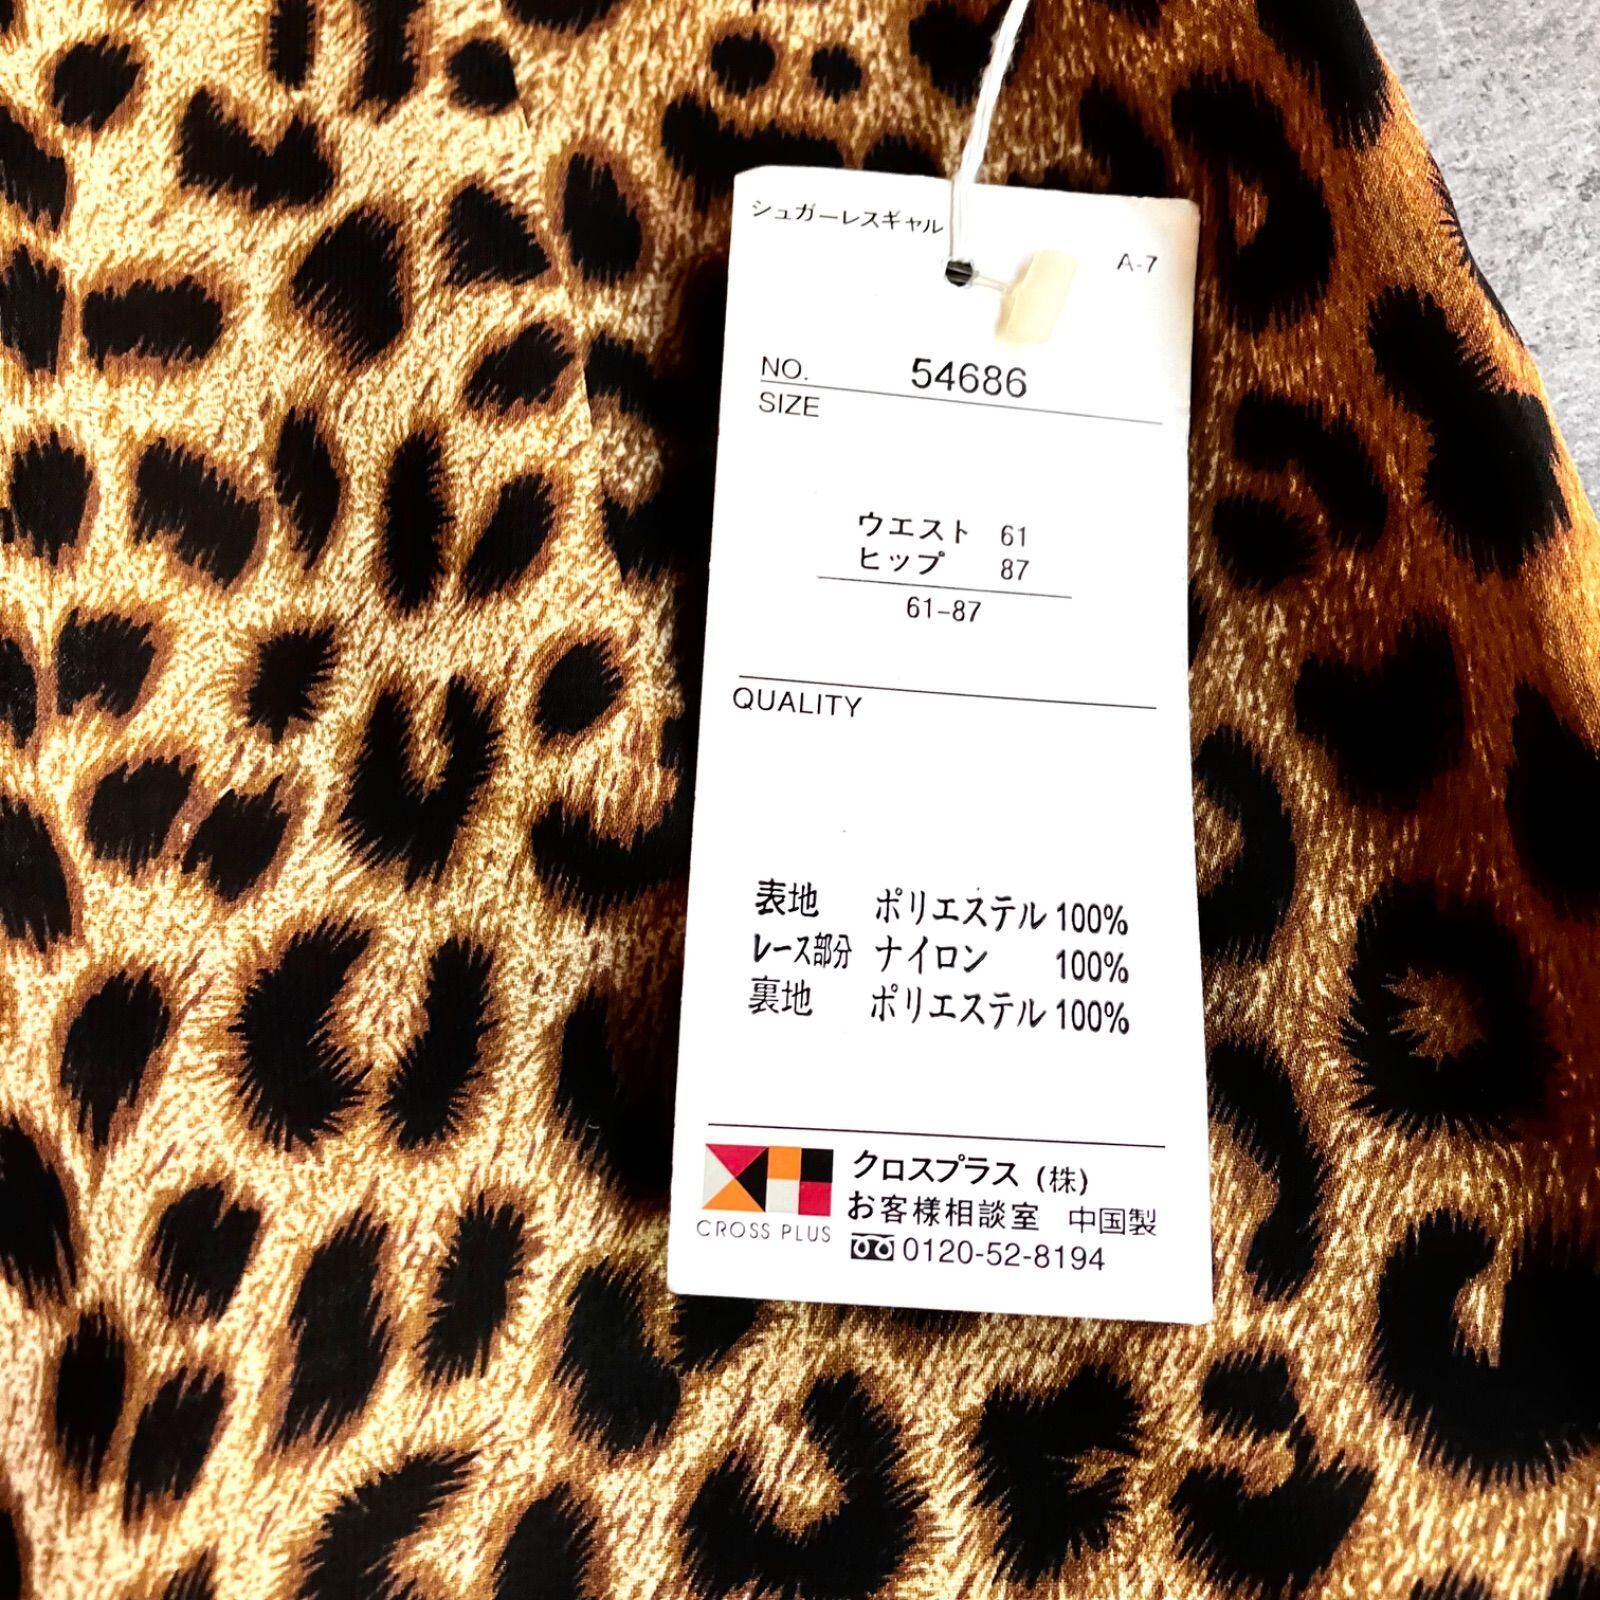 シュガーレスギャル
A-7
NO. 54686
SIZE
ウエスト 61
ヒップ 87
61-87
QUALITY
表地 ポリエステル 100%
レース部分 ナイロン 100%
裏地 ポリエステル 100%
クロスプラス (株)
お客様相談室 中国製
CROSS PLUS
0120-52-8194